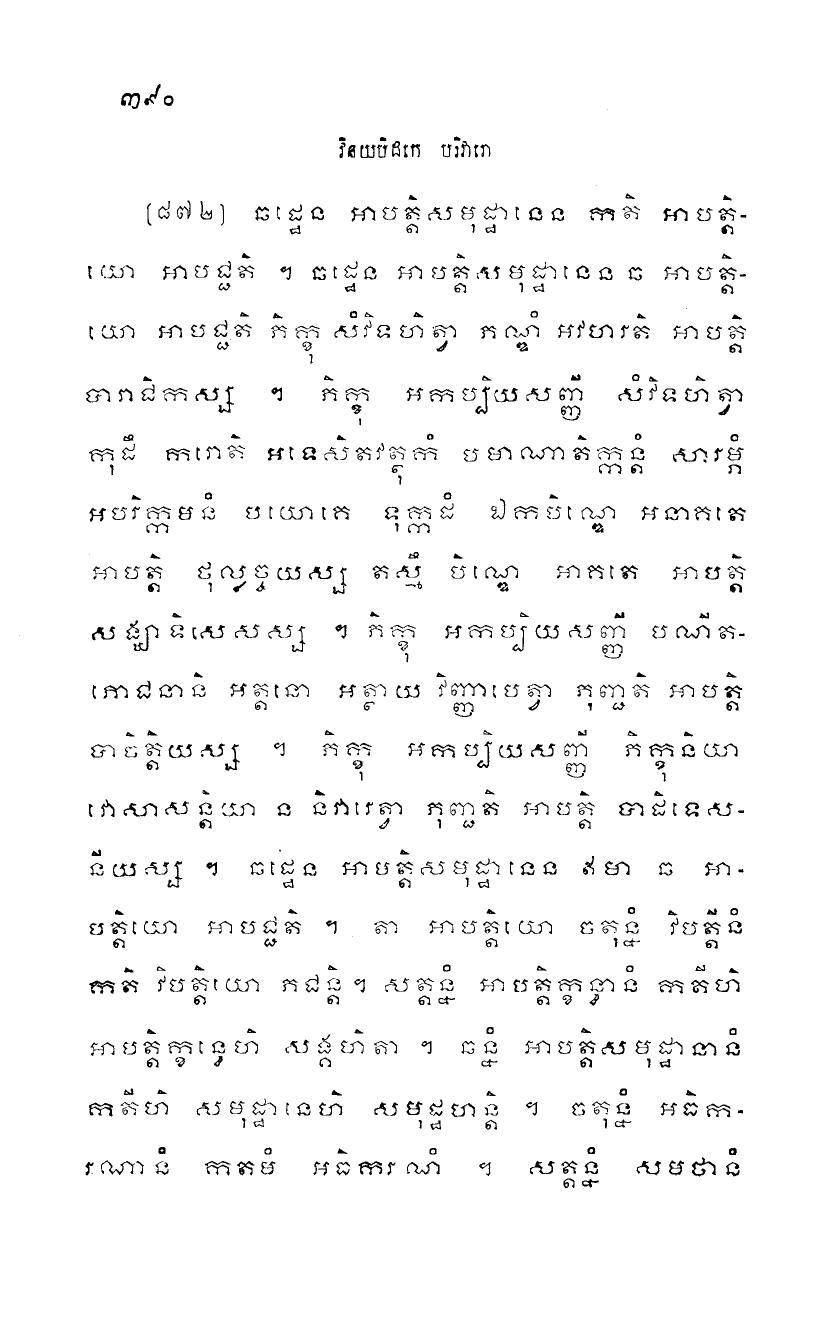 ៣៩០
វិនយបិដកេ បរិវារោ
[៨៧២] ឆដ្ឋេន អាបត្តិសមុដ្ឋានេន កតិ អាបត្តិ-
យោ អាបជ្ជតិ ។ ឆដ្ឋេន អាបត្តិសមុដ្ឋានេន ឆ អាបត្តិ-
យោ អាបជ្ជតិ ភិក្ខុ សំវិទហិត្វា ភណ្ឌំ អវហរតិ អាបត្តិ
បារាជិកស្ស ។ ភិក្ខុ អកប្បិយសញ្ញី សំវិទហិត្វា
កុដឹ ករោតិ អទេសិតវត្ថុកំ បមាណាតិក្កន្តំ សារម្ភំ
អបរិក្កមនំ បយោគេ ទុក្កដំ ឯកបិណ្ឌេ អនាគតេ
អាបត្តិ ថុល្លច្ចយស្ស តស្មឹ បិណ្ឌេ អាគតេ អាបត្តិ
សង្ឃាទិសេសស្ស ។ ភិក្ខុ អកប្បិយសញ្ញី បណីត-
ភោជនានិ អត្តនោ អត្ថាយ វិញ្ញាបេត្វា ភុញ្ជតិ អាបត្តិ
បាចិត្តិយស្ស ។ ភិក្ខុ អកប្បិយសញ្ញី ភិក្ខុនិយា
វោសាសន្តិយា ន និវារេត្វា ភុញ្ជតិ អាបត្តិ បាដិទេស-
នីយស្ស ។ ឆដ្ឋេន អាបត្តិសមុដ្ឋានេន ឥមា ឆ អា-
បត្តិយោ អាបជ្ជតិ ។ តា អាបត្តិយោ ចតុន្នំ វិបត្តីនំ
កតិ វិបត្តិយោ ភជន្តិ។ សត្តន្នំ អាបត្តិក្ខន្ធានំ កតីហិ
អាបត្តិក្ខន្ធេហិ សង្គហិតា ។ ឆន្នំ អាបត្តិសមុដ្ឋានានំ
កតីហិ សមុដ្ឋានេហិ សមុដ្ឋហន្តិ ។ ចតុន្នំ អធិក-
រណានំ កតមំ អធិករណំ ។ សត្តន្នំ សមថានំ